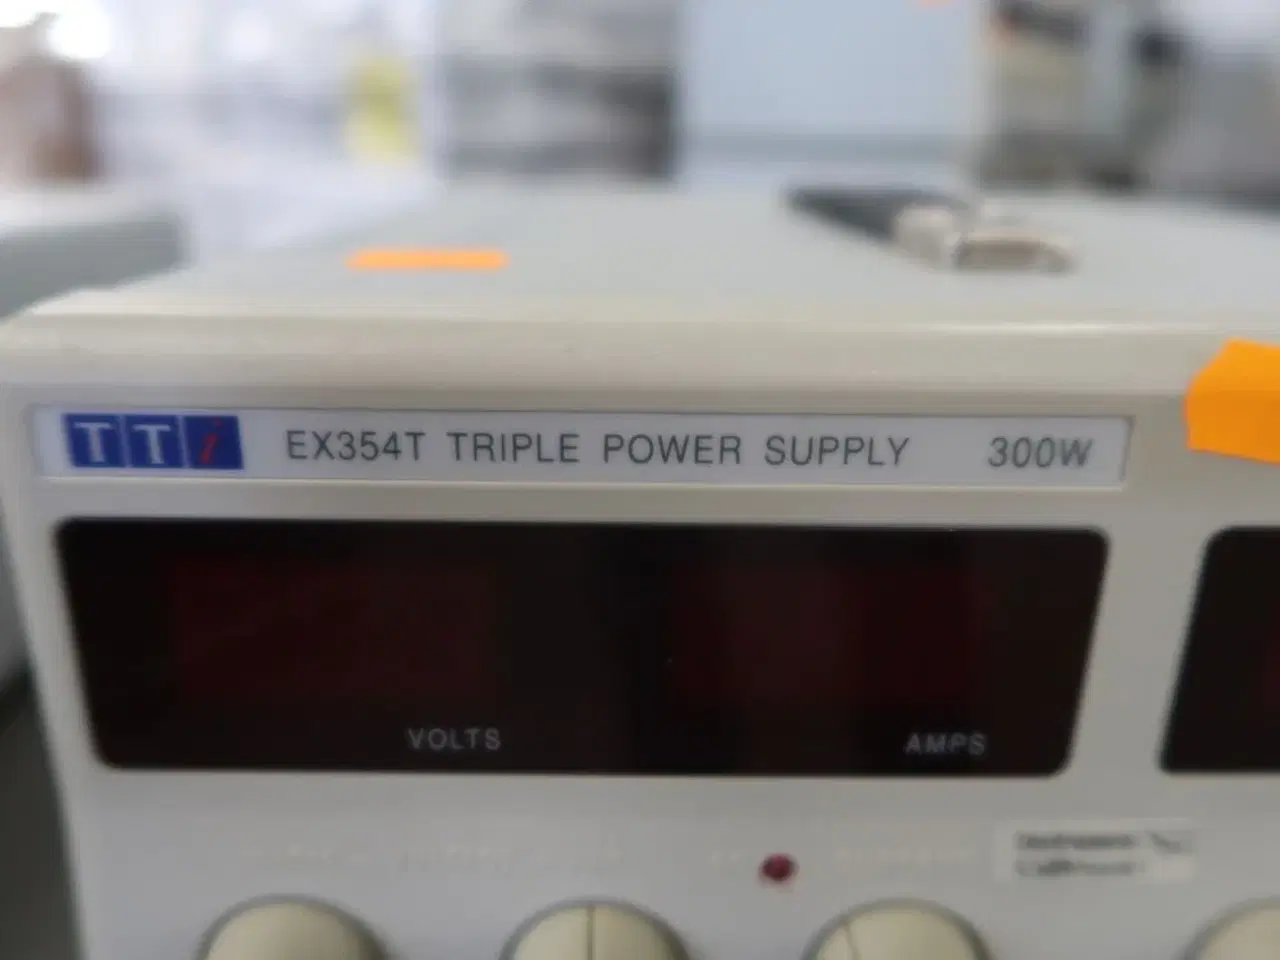 TTi EX354T TRIPLE POWER SUPPLY 300W
VOLTS AMPS